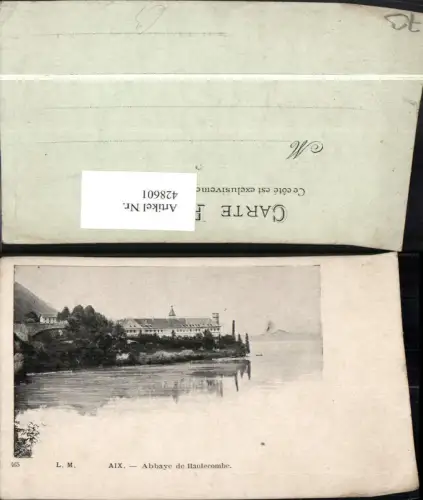 CARTE P
Ce côté est exclusiveme
M
Artikel Nr.
428601
L. M. AIX. — Abbaye de Hautecombe.